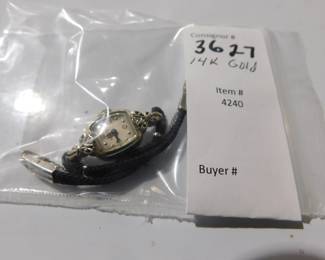 Consignor #
3627
14K Gold
Item #
4240
Buyer #